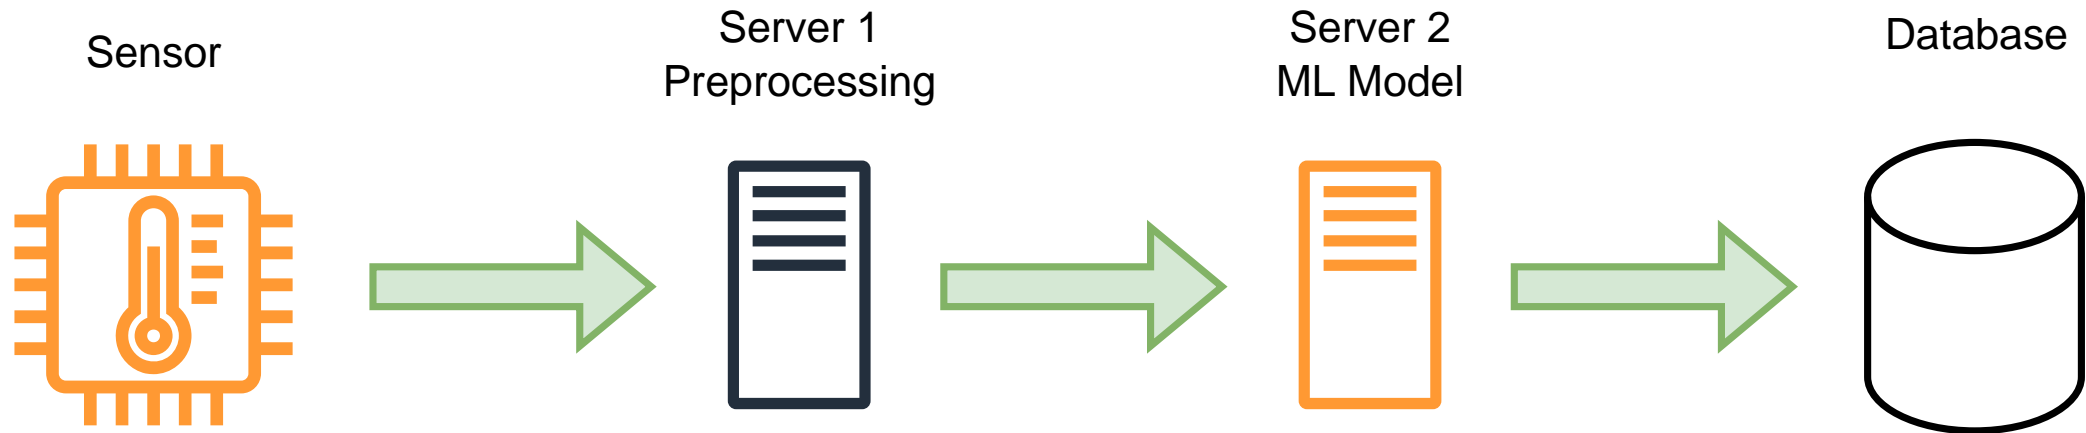 Sensor
Server 1
Preprocessing
Server 2
ML Model
Database